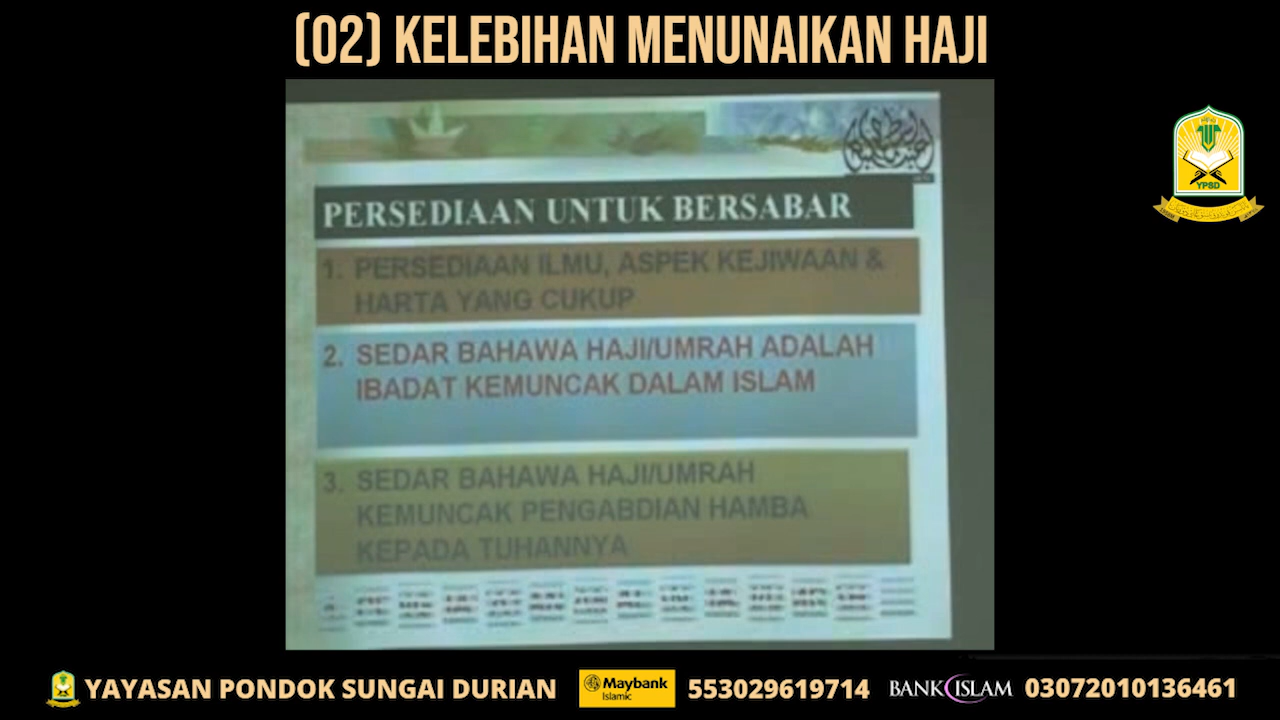 (02) KELEBIHAN MENUNAIKAN HAJI
YPSD
PERSEDIAAN UNTUK BERSABAR
1. PERSEDIAAN ILMU, ASPEK KEJIWAAN &
HARTA YANG CUKUP
2. SEDAR BAHAWA HAJI/UMRAH ADALAH
IBADAT KEMUNCAK DALAM ISLAM
3. SEDAR BAHAWA HAJI/UMRAH
KEMUNCAK PENGABDIAN HAMBA
KEPADA TUHANNYA
YAYASAN PONDOK SUNGAI DURIAN Maybank Islamic 553029619714 BANK ISLAM 03072010136461